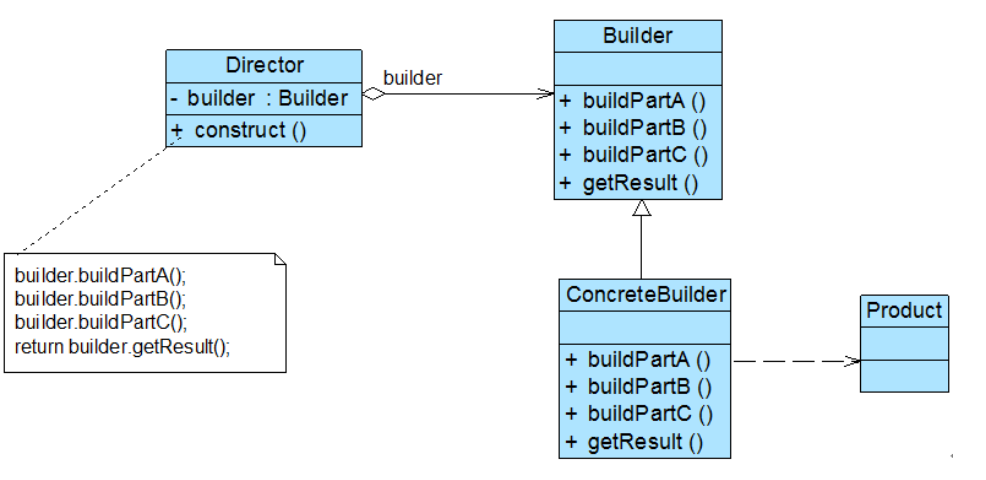 Director
- builder : Builder
+ construct ()
builder
Builder
+ buildPartA ()
+ buildPartB ()
+ buildPartC ()
+ getResult ()
builder.buildPartA();
builder.buildPartB();
builder.buildPartC();
return builder.getResult();
ConcreteBuilder
+ buildPartA ()
+ buildPartB ()
+ buildPartC ()
+ getResult ()
Product